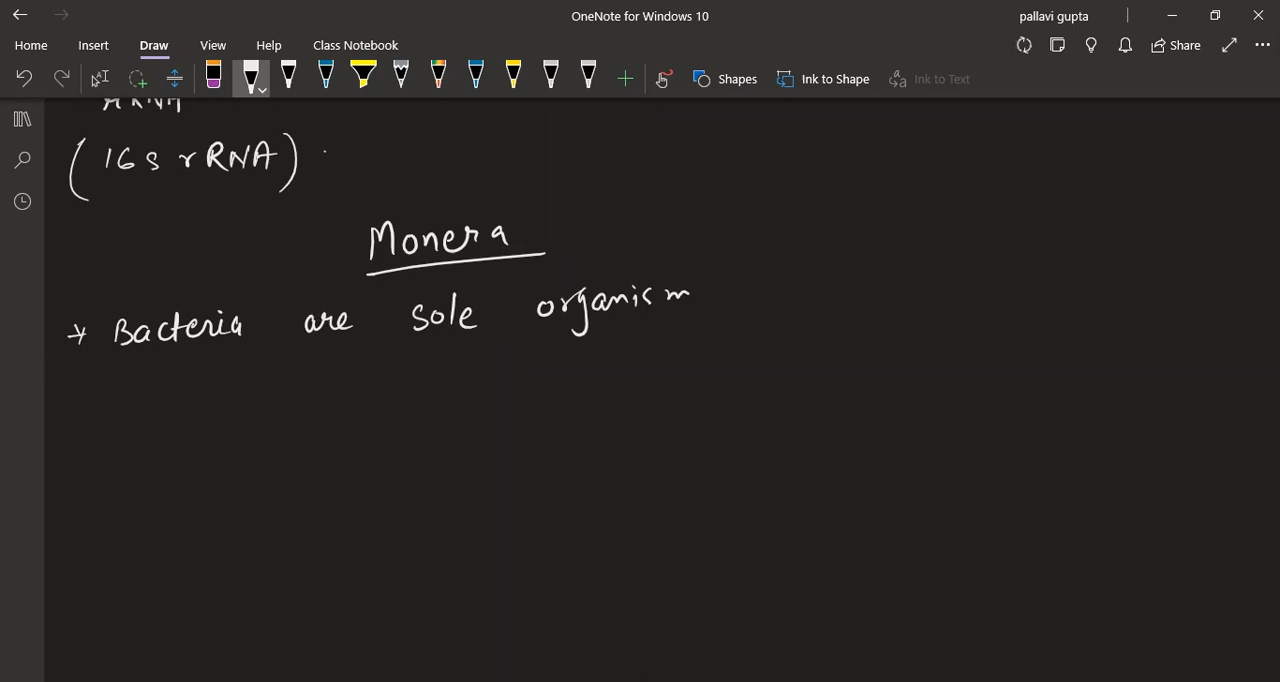 OneNote for Windows 10
pallavi gupta
Home Insert Draw View Help Class Notebook
Share
Shapes Ink to Shape Ink to Text
(16s rRNA)
Monera
Bacteria are sole organism